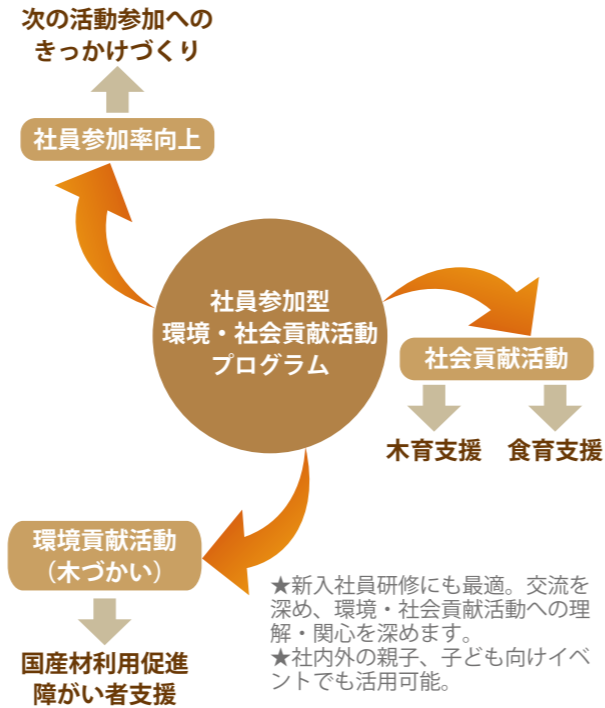 次の活動参加への
きっかけづくり
社員参加率向上
社員参加型
環境・社会貢献活動
プログラム
社会貢献活動
木育支援
食育支援
環境貢献活動
（木づかい）
国産材利用促進
障がい者支援
★新入社員研修にも最適。交流を
深め、環境・社会貢献活動への理
解・関心を深めます。
★社内外の親子、子ども向けイベ
ントでも活用可能。